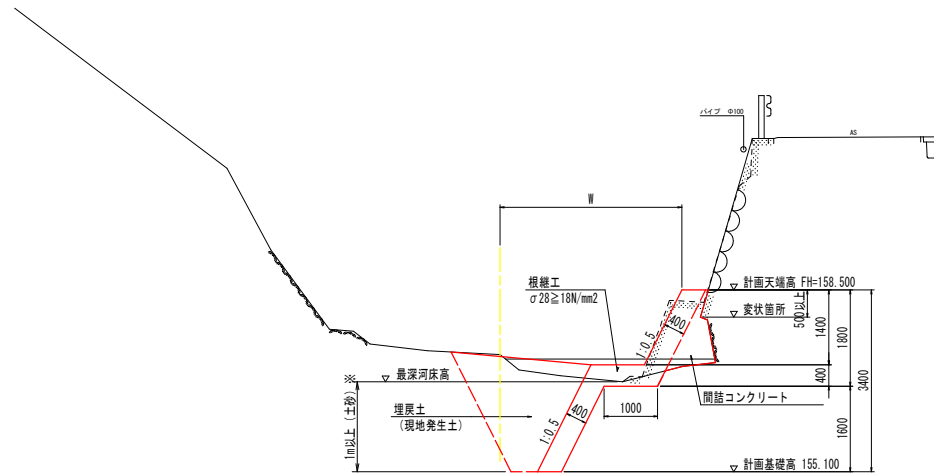 パイプ Φ100
AS
W
根継工
σ28≧18N/mm2
計画天端高 FH=158.500
変状箇所
500以上
1400
1800
3400
400
1:0.5
400
最深河床高
※
1m以上（土砂）
埋戻土
（現地発生土）
1:0.5
400
1000
間詰コンクリート
1600
計画基礎高 155.100